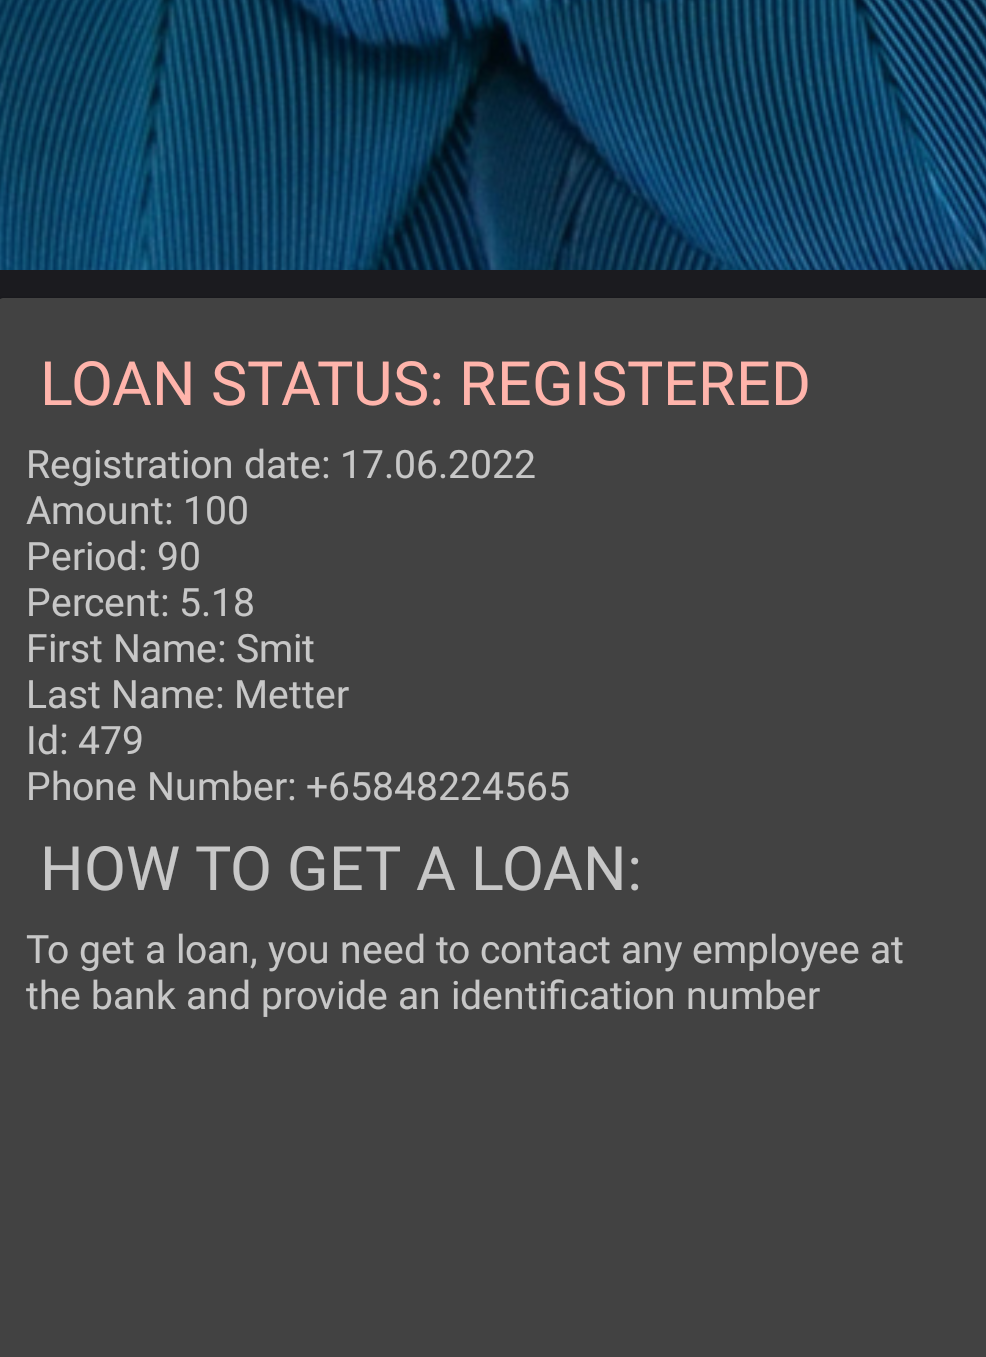 LOAN STATUS: REGISTERED
Registration date: 17.06.2022
Amount: 100
Period: 90
Percent: 5.18
First Name: Smit
Last Name: Metter
Id: 479
Phone Number: +65848224565
HOW TO GET A LOAN:
To get a loan, you need to contact any employee at
the bank and provide an identification number